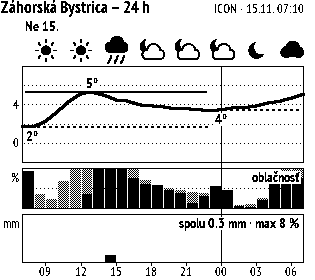 Záhorská Bystrica – 24 h
ICON · 15.11. 07:10
Ne 15.
5°
4
4°
2°
0
%
oblačnosť
mm
spolu 0.3 mm · max 8 %
09 12 15 18 21 00 03 06